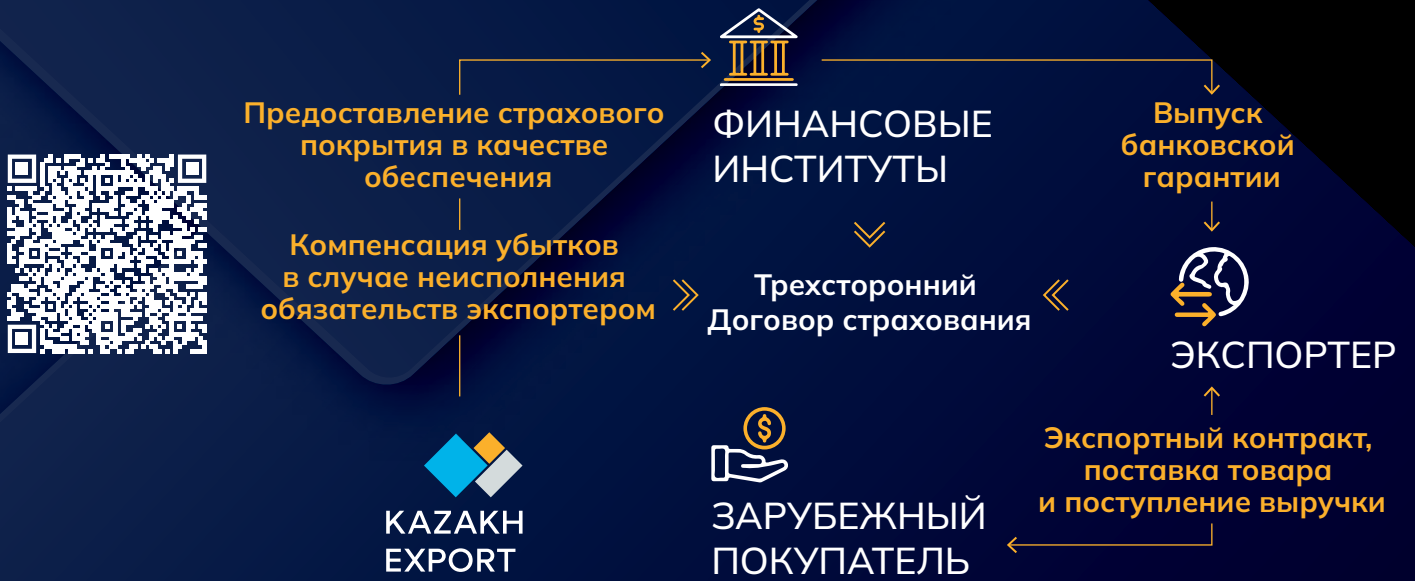 Предоставление страхового
покрытия в качестве
обеспечения
ФИНАНСОВЫЕ
ИНСТИТУТЫ
Выпуск
банковской
гарантии
Компенсация убытков
в случае неисполнения
обязательств экспортером
Трехсторонний
Договор страхования
ЭКСПОРТЕР
KAZAKH
EXPORT
ЗАРУБЕЖНЫЙ
ПОКУПАТЕЛЬ
Экспортный контракт,
поставка товара
и поступление выручки